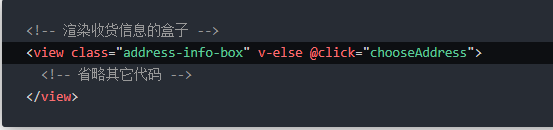 <!-- 渲染收货信息的盒子 -->
<view class="address-info-box" v-else @click="chooseAddress">
  <!-- 省略其它代码 -->
</view>